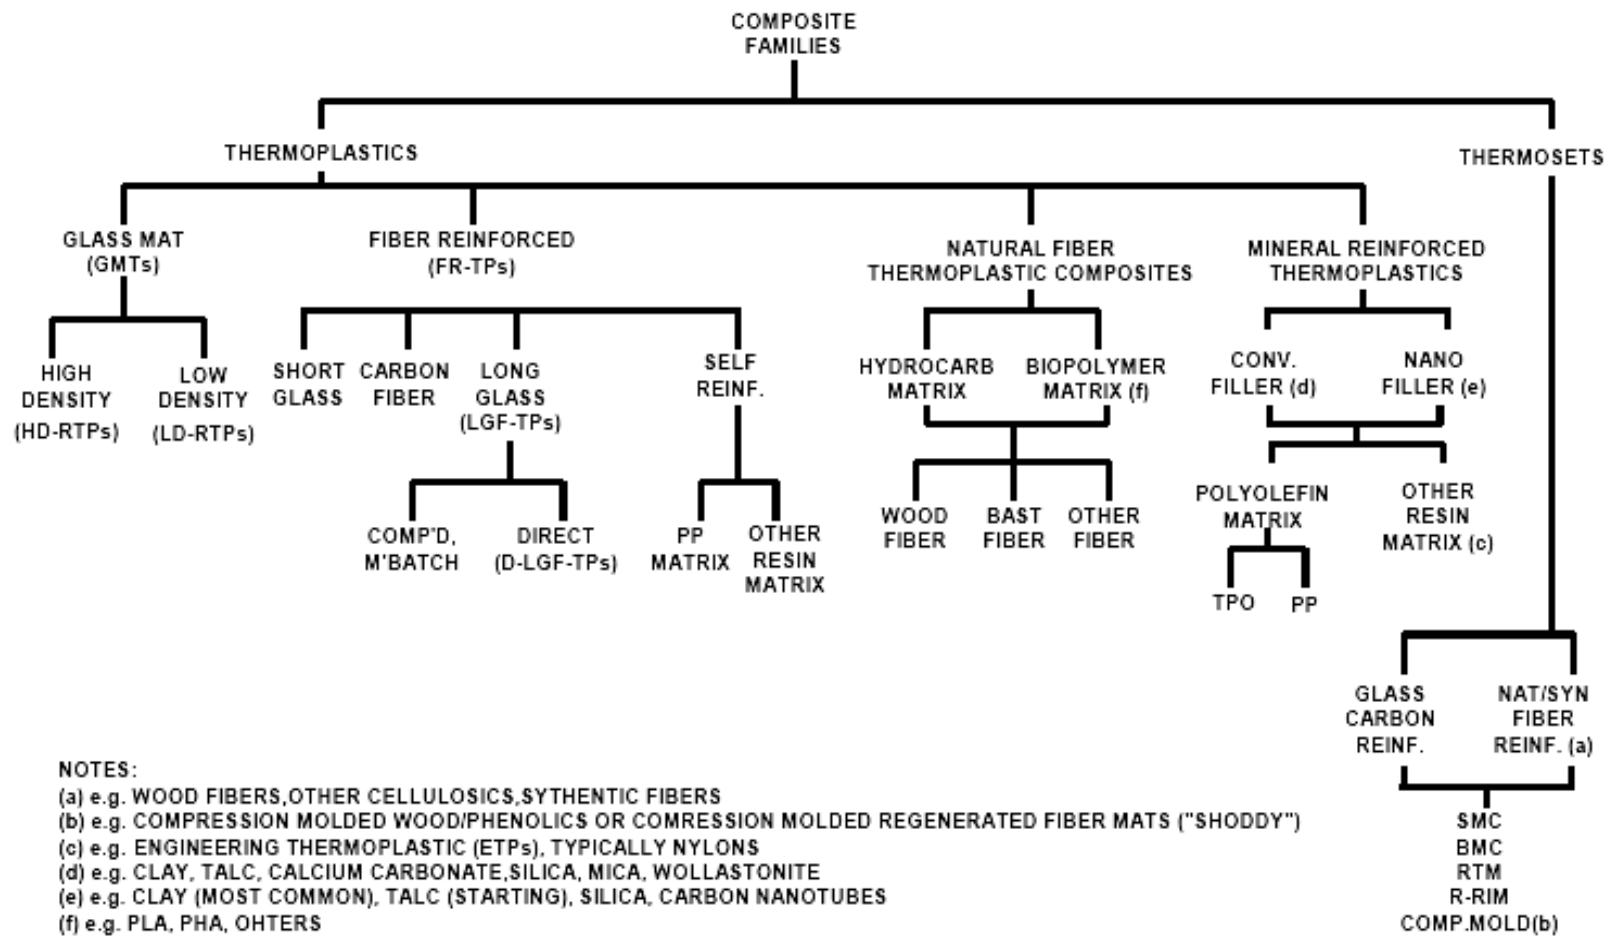 COMPOSITE
FAMILIES
THERMOPLASTICS
THERMOSETS
GLASS MAT
(GMTs)
FIBER REINFORCED
(FR-TPs)
NATURAL FIBER
THERMOPLASTIC COMPOSITES
MINERAL REINFORCED
THERMOPLASTICS
HIGH
DENSITY
(HD-RTPs)
LOW
DENSITY
(LD-RTPs)
SHORT
GLASS
CARBON
FIBER
LONG
GLASS
(LGF-TPs)
SELF
REINF.
HYDROCARB
MATRIX
BIOPOLYMER
MATRIX (f)
CONV.
FILLER (d)
NANO
FILLER (e)
COMP'D,
M'BATCH
DIRECT
(D-LGF-TPs)
PP
MATRIX
OTHER
RESIN
MATRIX
WOOD
FIBER
BAST
FIBER
OTHER
FIBER
POLYOLEFIN
MATRIX
OTHER
RESIN
MATRIX (c)
TPO
PP
GLASS
CARBON
REINF.
NAT/SYN
FIBER
REINF. (a)
SMC
BMC
RTM
R-RIM
COMP.MOLD(b)
NOTES:
(a) e.g. WOOD FIBERS,OTHER CELLULOSICS,SYTHENTIC FIBERS
(b) e.g. COMPRESSION MOLDED WOOD/PHENOLICS OR COMRESSION MOLDED REGENERATED FIBER MATS ("SHODDY")
(c) e.g. ENGINEERING THERMOPLASTIC (ETPs), TYPICALLY NYLONS
(d) e.g. CLAY, TALC, CALCIUM CARBONATE,SILICA, MICA, WOLLASTONITE
(e) e.g. CLAY (MOST COMMON), TALC (STARTING), SILICA, CARBON NANOTUBES
(f) e.g. PLA, PHA, OHTERS